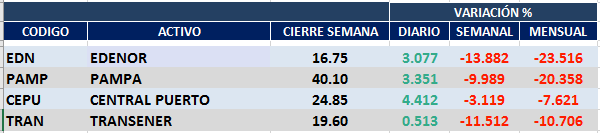 VARIACIÓN %
CODIGO ACTIVO CIERRE SEMANA DIARIO SEMANAL MENSUAL
EDN EDENOR 16.75 3.077 -13.882 -23.516
PAMP PAMPA 40.10 3.351 -9.989 -20.358
CEPU CENTRAL PUERTO 24.85 4.412 -3.119 -7.621
TRAN TRANSENER 19.60 0.513 -11.512 -10.706